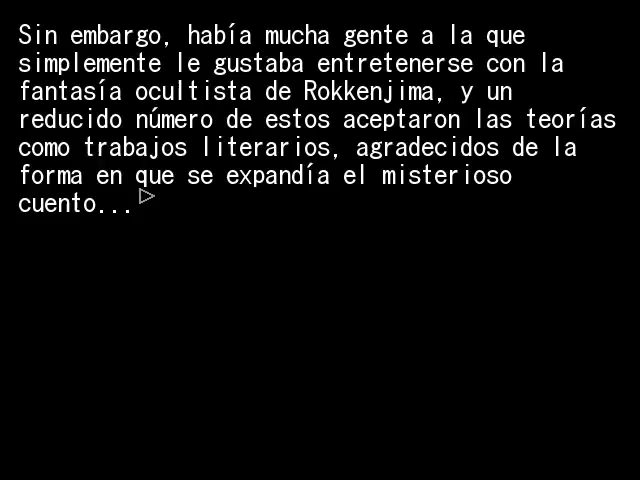 Sin embargo, había mucha gente a la que
simplemente le gustaba entretenerse con la
fantasía ocultista de Rokkenjima, y un
reducido número de estos aceptaron las teorías
como trabajos literarios, agradecidos de la
forma en que se expandía el misterioso
cuento...